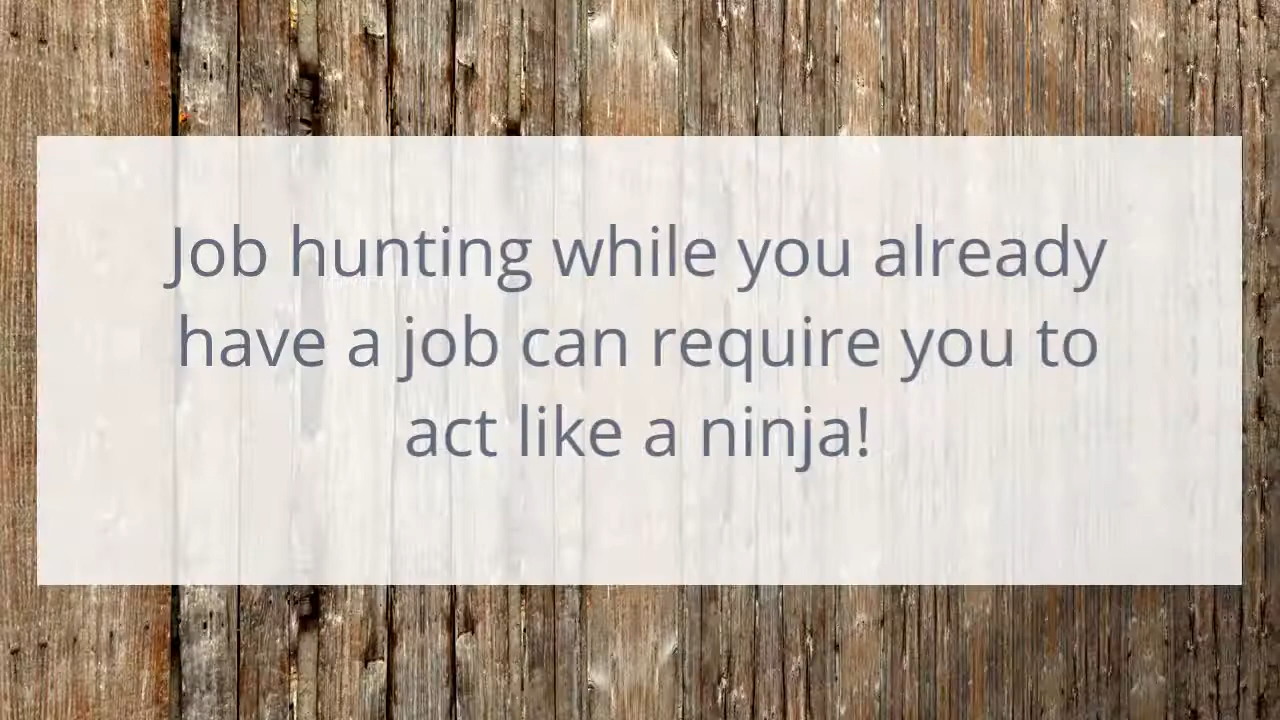 Job hunting while you already
have a job can require you to
act like a ninja!